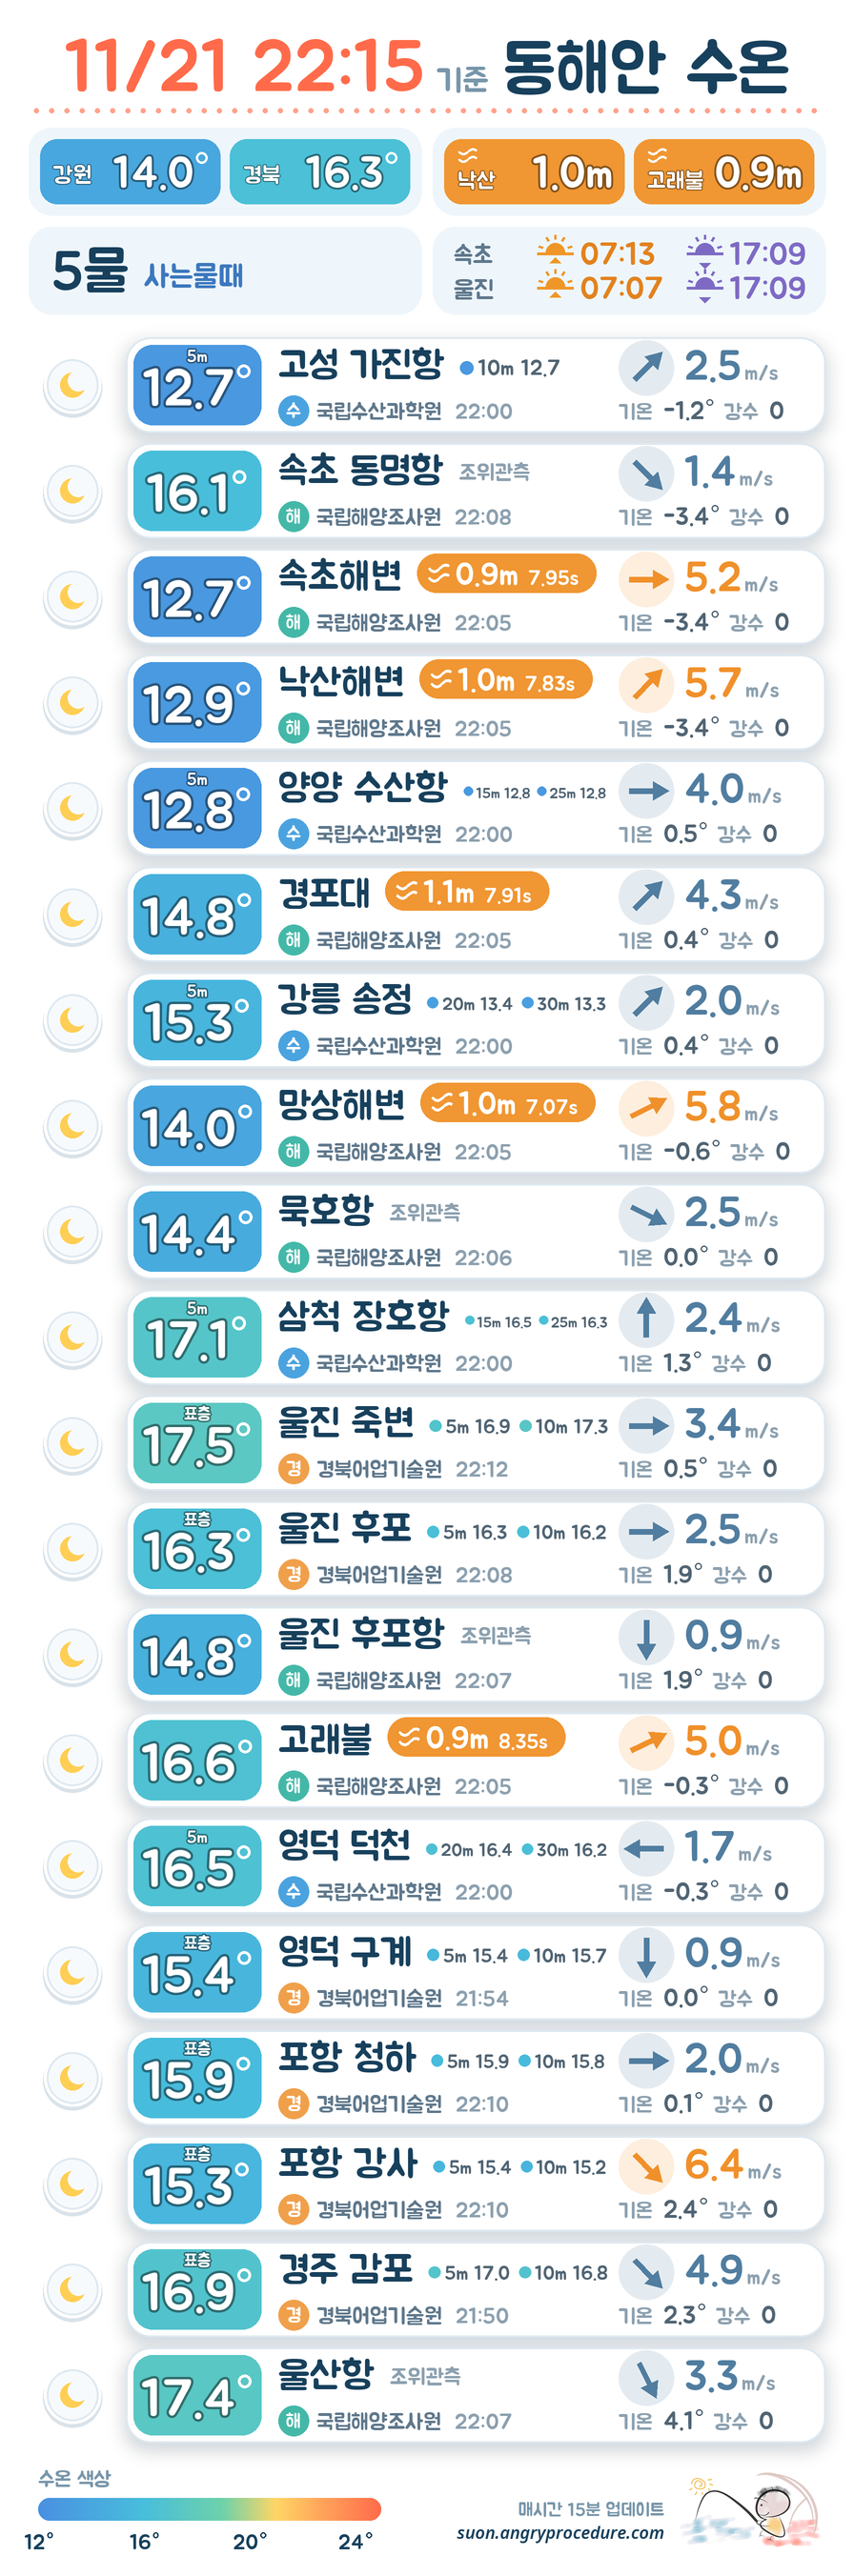 11/21 22:15 기준 동해안 수온
강원 14.0° 경북 16.3° 낙산 1.0m 고래불 0.9m
5물 사는물때
속초 07:13 17:09
울진 07:07 17:09
5m
12.7° 고성 가진항 10m 12.7 2.5m/s
수 국립수산과학원 22:00 기온 -1.2° 강수 0
16.1° 속초 동명항 조위관측 1.4m/s
해 국립해양조사원 22:08 기온 -3.4° 강수 0
12.7° 속초해변 0.9m 7.95s 5.2m/s
해 국립해양조사원 22:05 기온 -3.4° 강수 0
12.9° 낙산해변 1.0m 7.83s 5.7m/s
해 국립해양조사원 22:05 기온 -3.4° 강수 0
5m
12.8° 양양 수산항 15m 12.8 25m 12.8 4.0m/s
수 국립수산과학원 22:00 기온 0.5° 강수 0
14.8° 경포대 1.1m 7.91s 4.3m/s
해 국립해양조사원 22:05 기온 0.4° 강수 0
5m
15.3° 강릉 송정 20m 13.4 30m 13.3 2.0m/s
수 국립수산과학원 22:00 기온 0.4° 강수 0
14.0° 망상해변 1.0m 7.07s 5.8m/s
해 국립해양조사원 22:05 기온 -0.6° 강수 0
14.4° 묵호항 조위관측 2.5m/s
해 국립해양조사원 22:06 기온 0.0° 강수 0
5m
17.1° 삼척 장호항 15m 16.5 25m 16.3 2.4m/s
수 국립수산과학원 22:00 기온 1.3° 강수 0
표층
17.5° 울진 죽변 5m 16.9 10m 17.3 3.4m/s
경 경북어업기술원 22:12 기온 0.5° 강수 0
표층
16.3° 울진 후포 5m 16.3 10m 16.2 2.5m/s
경 경북어업기술원 22:08 기온 1.9° 강수 0
14.8° 울진 후포항 조위관측 0.9m/s
해 국립해양조사원 22:07 기온 1.9° 강수 0
16.6° 고래불 0.9m 8.35s 5.0m/s
해 국립해양조사원 22:05 기온 -0.3° 강수 0
5m
16.5° 영덕 덕천 20m 16.4 30m 16.2 1.7m/s
수 국립수산과학원 22:00 기온 -0.3° 강수 0
표층
15.4° 영덕 구계 5m 15.4 10m 15.7 0.9m/s
경 경북어업기술원 21:54 기온 0.0° 강수 0
표층
15.9° 포항 청하 5m 15.9 10m 15.8 2.0m/s
경 경북어업기술원 22:10 기온 0.1° 강수 0
표층
15.3° 포항 강사 5m 15.4 10m 15.2 6.4m/s
경 경북어업기술원 22:10 기온 2.4° 강수 0
표층
16.9° 경주 감포 5m 17.0 10m 16.8 4.9m/s
경 경북어업기술원 21:50 기온 2.3° 강수 0
17.4° 울산항 조위관측 3.3m/s
해 국립해양조사원 22:07 기온 4.1° 강수 0
수온 색상
12° 16° 20° 24°
매시간 15분 업데이트
suon.angryprocedure.com